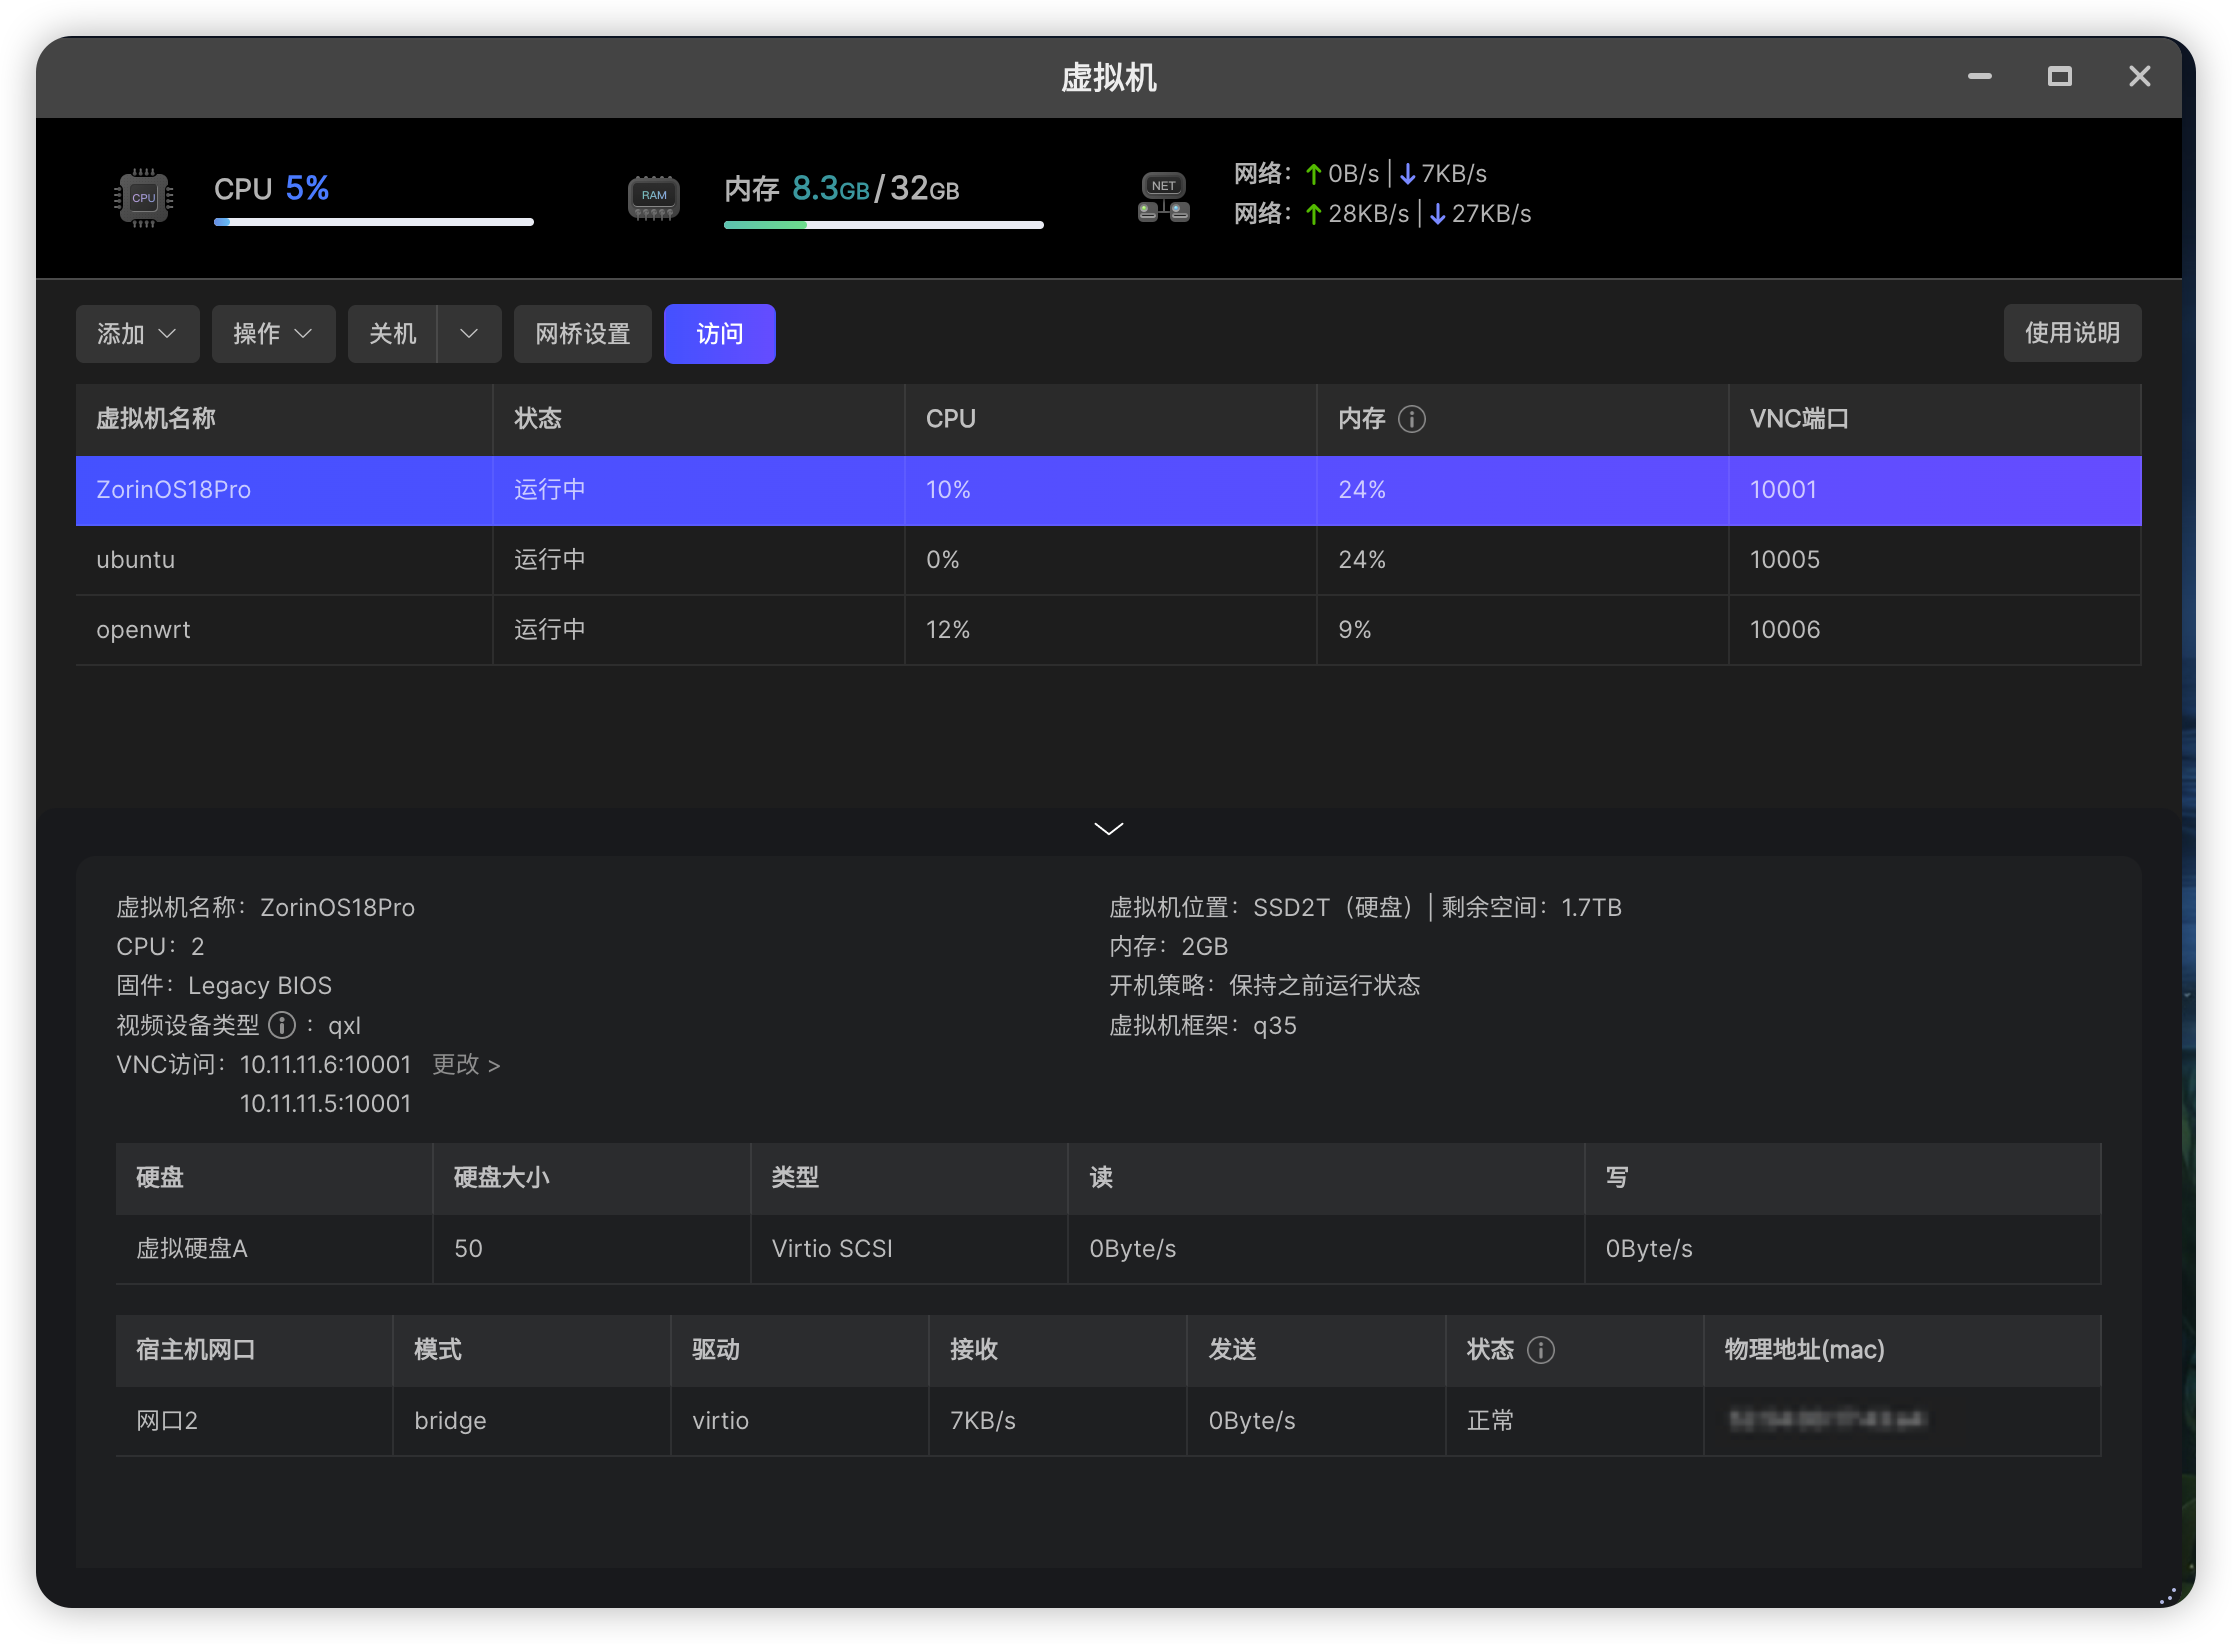 虚拟机
CPU
CPU 5%
RAM
内存 8.3GB/32GB
NET
网络：↑0B/s | ↓7KB/s
网络：↑28KB/s | ↓27KB/s
添加 操作 关机 网桥设置 访问 使用说明
虚拟机名称 状态 CPU 内存 VNC端口
ZorinOS18Pro 运行中 10% 24% 10001
ubuntu 运行中 0% 24% 10005
openwrt 运行中 12% 9% 10006
虚拟机名称：ZorinOS18Pro 虚拟机位置：SSD2T（硬盘）| 剩余空间：1.7TB
CPU：2 内存：2GB
固件：Legacy BIOS 开机策略：保持之前运行状态
视频设备类型 ：qxl 虚拟机框架：q35
VNC访问：10.11.11.6:10001 更改 >
10.11.11.5:10001
硬盘 硬盘大小 类型 读 写
虚拟硬盘A 50 Virtio SCSI 0Byte/s 0Byte/s
宿主机网口 模式 驱动 接收 发送 状态 物理地址(mac)
网口2 bridge virtio 7KB/s 0Byte/s 正常